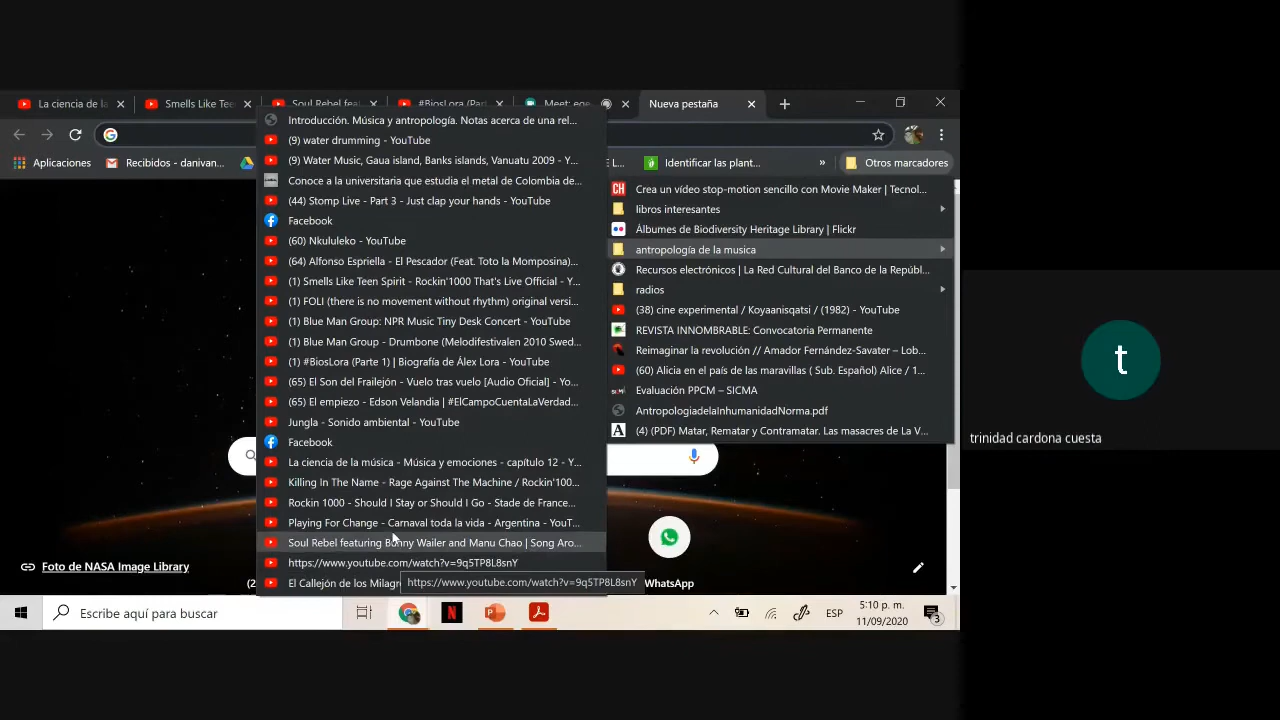 La ciencia de la
Smells Like Tee
Soul Rebel fea
#BiosLora (Part
Meet: ege
Nueva pestaña
Aplicaciones
Recibidos - danivan...
Identificar las plant...
»
Otros marcadores
Introducción. Música y antropología. Notas acerca de una rel...
(9) water drumming - YouTube
(9) Water Music, Gaua island, Banks islands, Vanuatu 2009 - Y...
Conoce a la universitaria que estudia el metal de Colombia de...
(44) Stomp Live - Part 3 - Just clap your hands - YouTube
Facebook
(60) Nkululeko - YouTube
(64) Alfonso Espriella - El Pescador (Feat. Toto la Momposina)...
(1) Smells Like Teen Spirit - Rockin'1000 That's Live Official - Y...
(1) FOLI (there is no movement without rhythm) original versi...
(1) Blue Man Group: NPR Music Tiny Desk Concert - YouTube
(1) Blue Man Group - Drumbone (Melodifestivalen 2010 Swed...
(1) #BiosLora (Parte 1) | Biografía de Álex Lora - YouTube
(65) El Son del Frailejón - Vuelo tras vuelo [Audio Oficial] - Yo...
(65) El empiezo - Edson Velandia | #ElCampoCuentaLaVerdad...
Jungla - Sonido ambiental - YouTube
Facebook
La ciencia de la música - Música y emociones - capítulo 12 - Y...
Killing In The Name - Rage Against The Machine / Rockin'100...
Rockin 1000 - Should I Stay or Should I Go - Stade de France...
Playing For Change - Carnaval toda la vida - Argentina - YouT...
Soul Rebel featuring Bunny Wailer and Manu Chao | Song Aro...
https://www.youtube.com/watch?v=9q5TP8L8snY
El Callejón de los Milagr
https://www.youtube.com/watch?v=9q5TP8L8snY
Crea un vídeo stop-motion sencillo con Movie Maker | Tecnol...
libros interesantes
Álbumes de Biodiversity Heritage Library | Flickr
antropología de la musica
Recursos electrónicos | La Red Cultural del Banco de la Repúbl...
radios
(38) cine experimental / Koyaanisqatsi / (1982) - YouTube
REVISTA INNOMBRABLE: Convocatoria Permanente
Reimaginar la revolución // Amador Fernández-Savater – Lob...
(60) Alicia en el país de las maravillas ( Sub. Español) Alice / 1...
Evaluación PPCM – SICMA
AntropologiadelaInhumanidadNorma.pdf
(4) (PDF) Matar, Rematar y Contramatar. Las masacres de La V...
Foto de NASA Image Library
WhatsApp
Escribe aquí para buscar
ESP
5:10 p. m.
11/09/2020
3
t
trinidad cardona cuesta